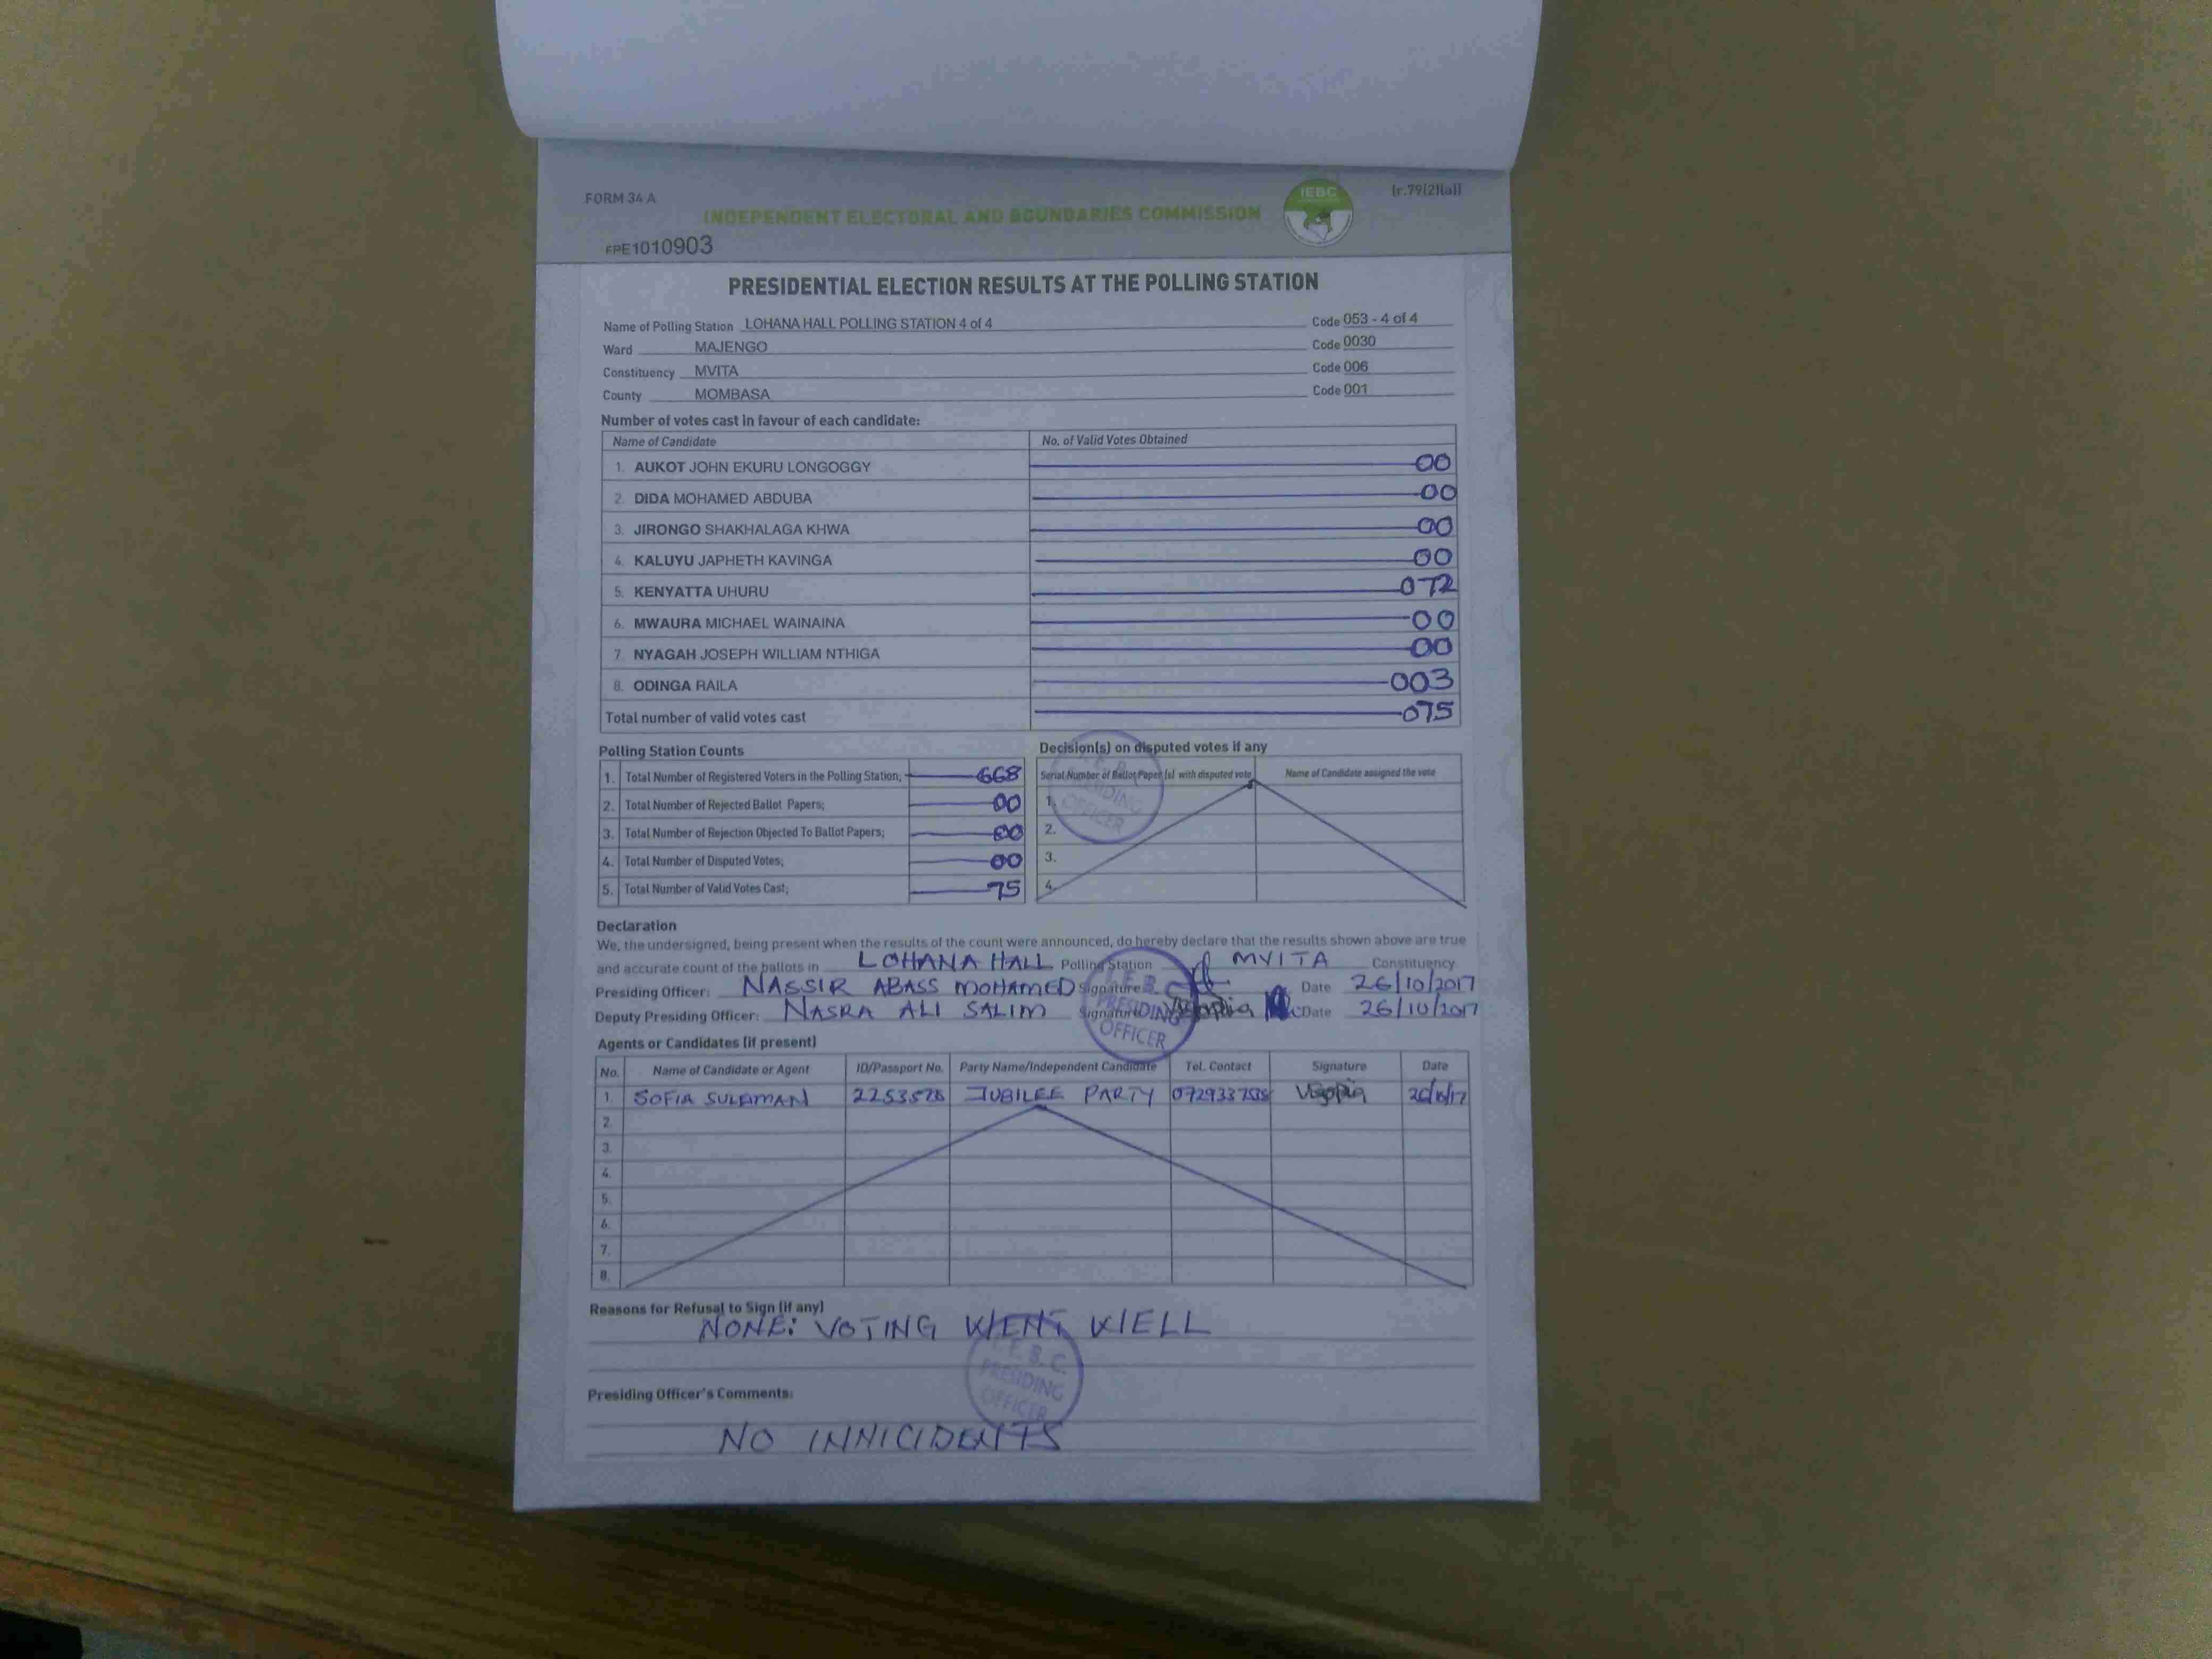 FORM 34 A
IEBC
[r.79(2)(a)]
INDEPENDENT ELECTORAL AND BOUNDARIES COMMISSION
FPE1010903
PRESIDENTIAL ELECTION RESULTS AT THE POLLING STATION
Name of Polling Station LOHANA HALL POLLING STATION 4 of 4 Code 053 - 4 of 4
Ward MAJENGO Code 0030
Constituency MVITA Code 006
County MOMBASA Code 001
Number of votes cast in favour of each candidate:
Name of Candidate No. of Valid Votes Obtained
1. AUKOT JOHN EKURU LONGOGGY 00
2. DIDA MOHAMED ABDUBA 00
3. JIRONGO SHAKHALAGA KHWA 00
4. KALUYU JAPHETH KAVINGA 00
5. KENYATTA UHURU 072
6. MWAURA MICHAEL WAINAINA 00
7. NYAGAH JOSEPH WILLIAM NTHIGA 00
8. ODINGA RAILA 003
Total number of valid votes cast 075
Polling Station Counts
1. Total Number of Registered Voters in the Polling Station; 668
2. Total Number of Rejected Ballot Papers; 00
3. Total Number of Rejection Objected To Ballot Papers; 00
4. Total Number of Disputed Votes; 00
5. Total Number of Valid Votes Cast; 75
Decision(s) on disputed votes if any
Serial Number of Ballot Paper (s) with disputed vote Name of Candidate assigned the vote
1.
2.
3.
4.
PRESIDING OFFICER
Declaration
We, the undersigned, being present when the results of the count were announced, do hereby declare that the results shown above are true
and accurate count of the ballots in LOHANA HALL Polling Station MVITA Constituency
Presiding Officer: NASSIR ABASS MOHAMED Signature Date 26/10/2017
Deputy Presiding Officer: NASRA ALI SALIM Signature Date 26/10/2017
PRESIDING OFFICER
Agents or Candidates (if present)
No. Name of Candidate or Agent ID/Passport No. Party Name/Independent Candidate Tel. Contact Signature Date
1. SOFIA SULEIMAN JUBILEE PARTY 26/10/17
2.
3.
4.
5.
6.
7.
8.
Reasons for Refusal to Sign (if any)
NONE: VOTING WENT WELL
I.E.B.C.
PRESIDING
OFFICER
Presiding Officer's Comments:
NO INNICIDENTS